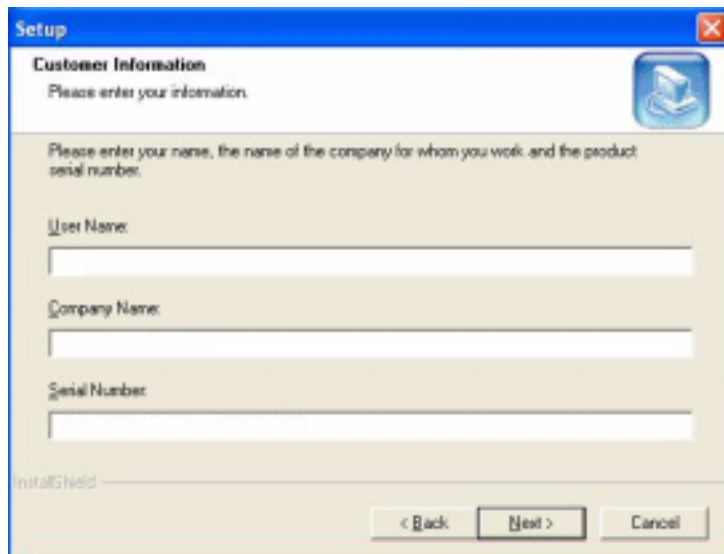 Setup
Customer Information
Please enter your information.
Please enter your name, the name of the company for whom you work and the product
serial number.
User Name:
Company Name:
Serial Number:
InstallShield
< Back
Next >
Cancel